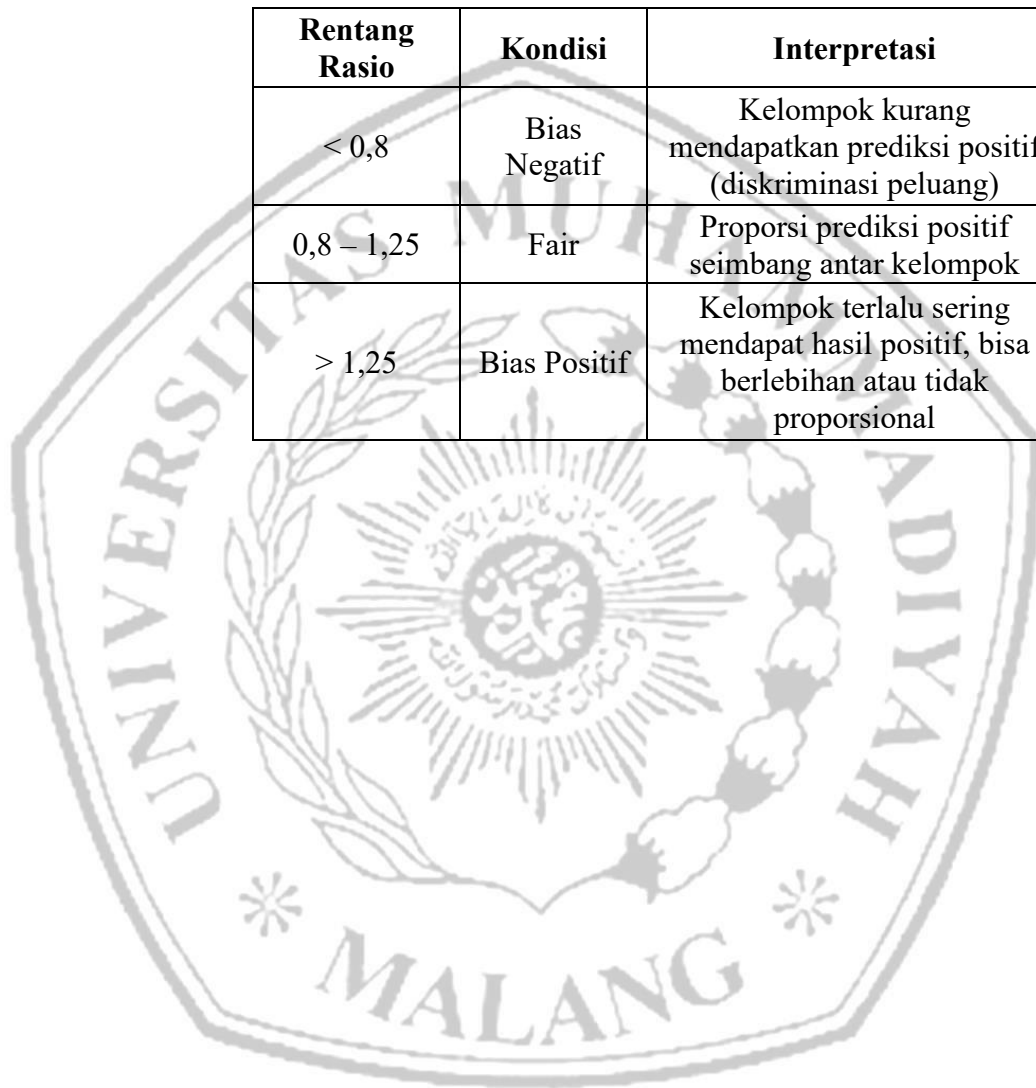 Rentang Rasio
Kondisi
Interpretasi
< 0,8
Bias Negatif
Kelompok kurang
mendapatkan prediksi positif
(diskriminasi peluang)
0,8 – 1,25
Fair
Proporsi prediksi positif
seimbang antar kelompok
> 1,25
Bias Positif
Kelompok terlalu sering
mendapat hasil positif, bisa
berlebihan atau tidak
proporsional
UNIVERSITAS MUHAMMADIYAH
MALANG